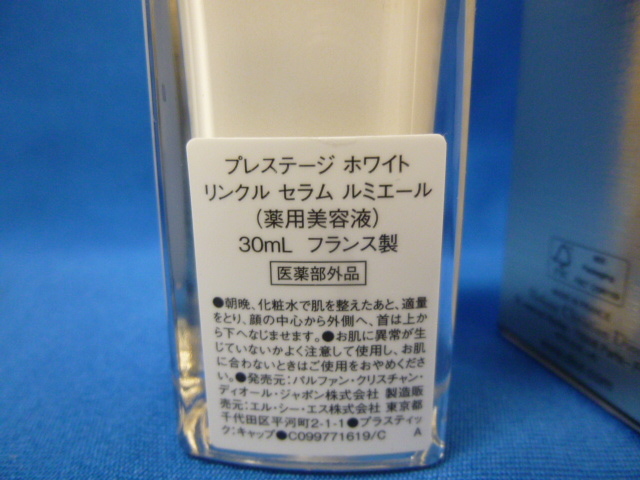 プレステージ ホワイト
リンクル セラム ルミエール
（薬用美容液）
30mL フランス製
医薬部外品
●朝晩、化粧水で肌を整えたあと、適量
をとり、顔の中心から外側へ、首は上か
ら下へなじませます。●お肌に異常が生
じていないかよく注意して使用し、お肌
に合わないときはご使用をおやめくださ
い。●発売元：パルファン・クリスチャン・
ディオール・ジャポン株式会社 製造販
売元：エル・シー・エス株式会社 東京都
千代田区平河町2-1-1●プラスティッ
ク：キャップ●C099771619/C A